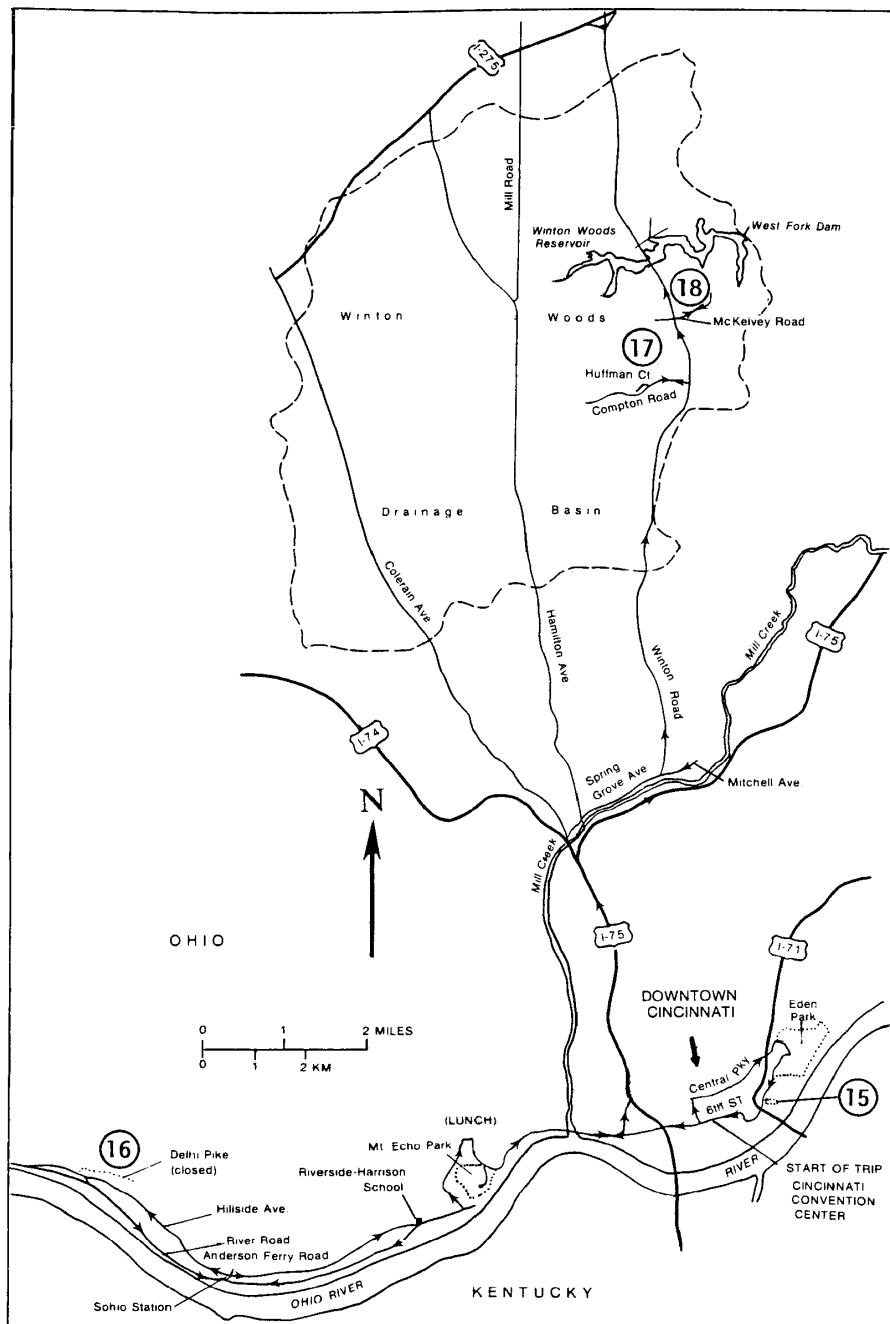 I-275
Mill Road
Winton Woods
Reservoir
West Fork Dam
18
Winton
Woods
McKelvey Road
17
Huffman Ct
Compton Road
Drainage
Basin
Colerain Ave
Hamilton Ave
Winton Road
Mill Creek
I-75
I-74
Spring
Grove Ave
Mitchell Ave.
N
Mill Creek
OHIO
I-75
I-71
DOWNTOWN
CINCINNATI
Eden
Park
0 1 2 MILES
0 1 2 KM
Central Pky
6th ST
15
(LUNCH)
Mt Echo Park
16
Delhi Pike
(closed)
Riverside-Harrison
School
RIVER
START OF TRIP
CINCINNATI
CONVENTION
CENTER
Hillside Ave.
River Road
Anderson Ferry Road
Sohio Station
OHIO RIVER
KENTUCKY